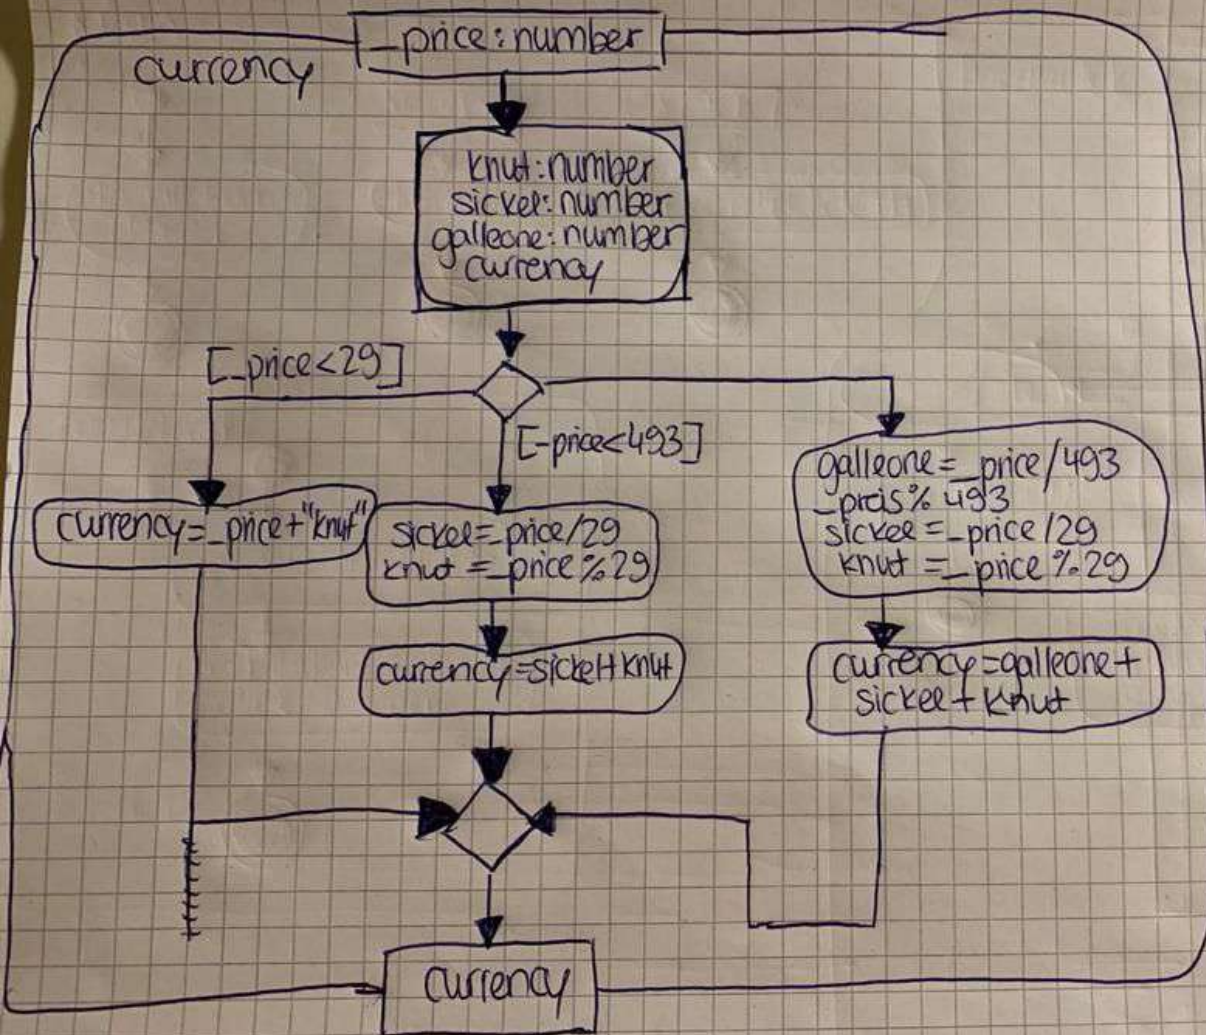 _price:number
currency
knut:number
sickel:number
galleone:number
currency
[_price<29]
[-price<493]
currency=_price+"knut"
sickel=_price/29
knut =_price%29
galleone=_price/493
_preis% 493
sickel =_price/29
knut =_price %29
currency=sickel+knut
currency=galleone+
sickel+knut
currency